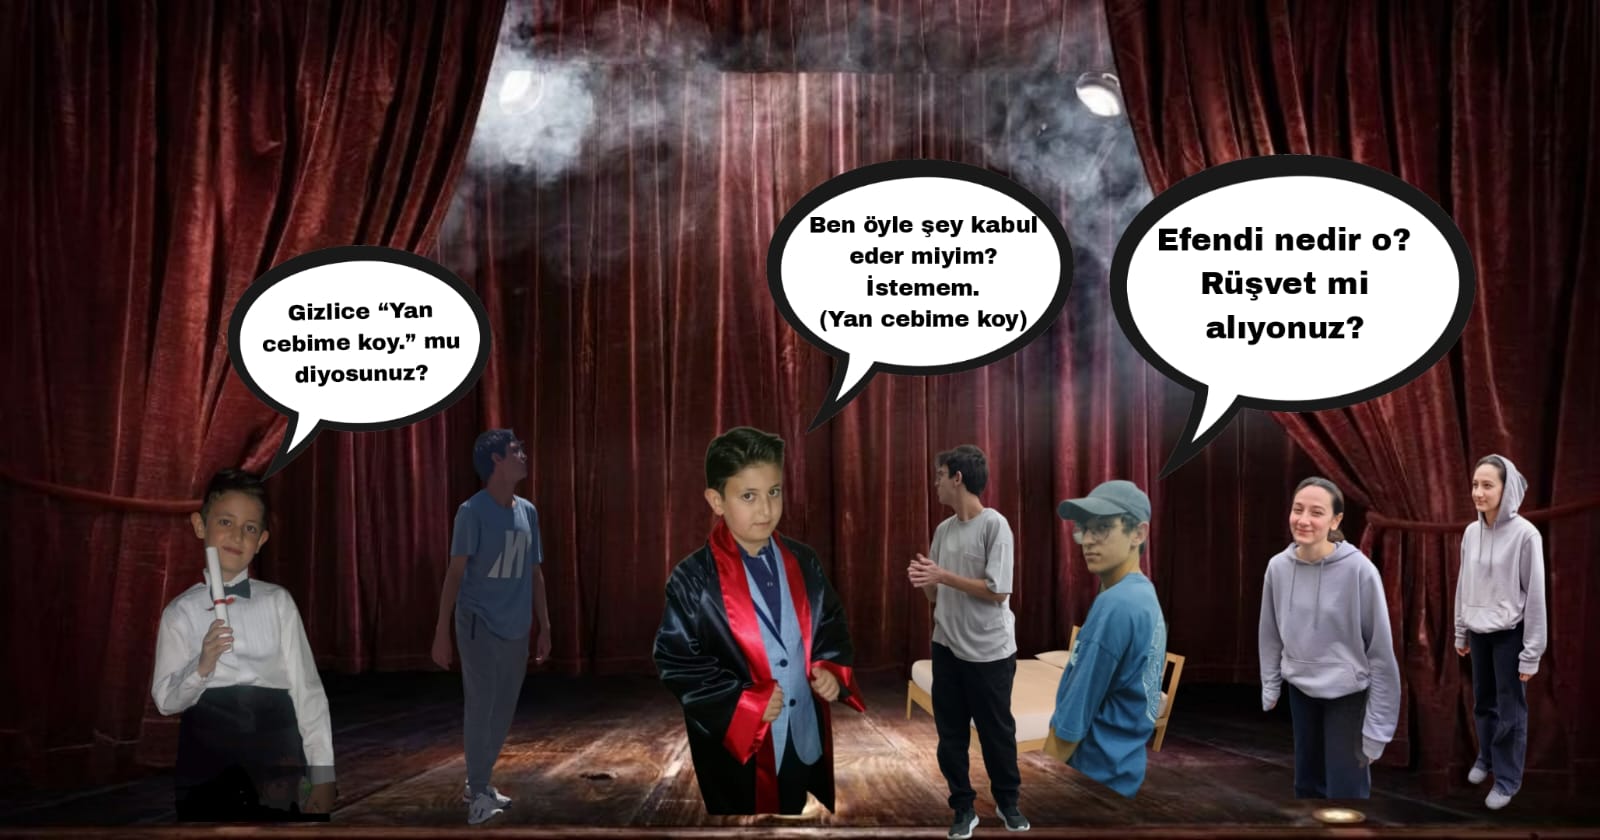 Gizlice “Yan
cebime koy.” mu
diyosunuz?
Ben öyle şey kabul
eder miyim?
İstemem.
(Yan cebime koy)
Efendi nedir o?
Rüşvet mi
alıyonuz?